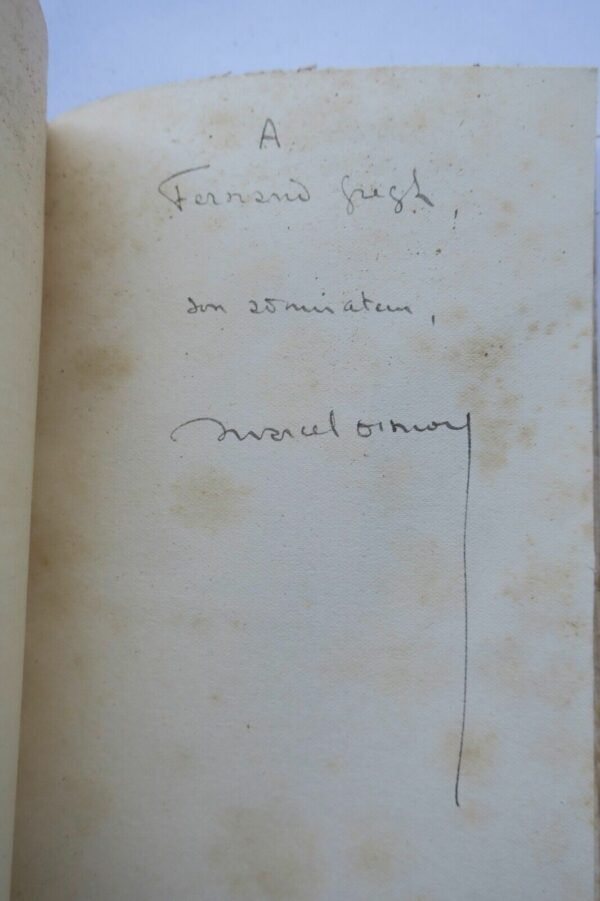 A
Fernand Gregh,
son admirateur,
Marcel Ormoy